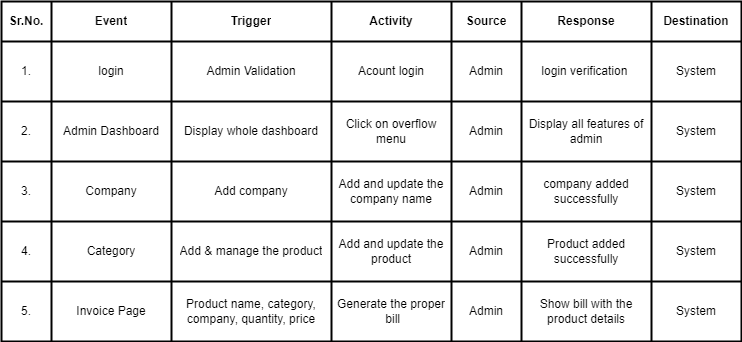 Sr.No. Event Trigger Activity Source Response Destination
1. login Admin Validation Acount login Admin login verification System
2. Admin Dashboard Display whole dashboard Click on overflow menu Admin Display all features of admin System
3. Company Add company Add and update the company name Admin company added successfully System
4. Category Add & manage the product Add and update the product Admin Product added successfully System
5. Invoice Page Product name, category, company, quantity, price Generate the proper bill Admin Show bill with the product details System